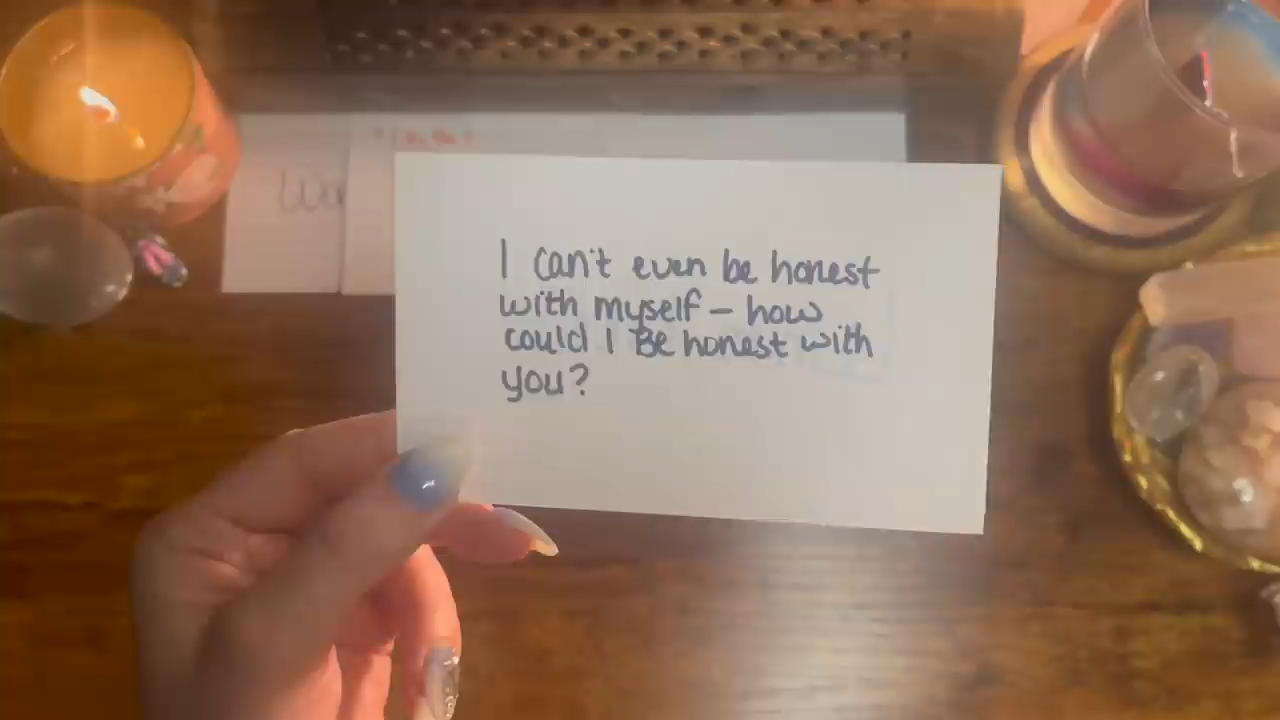 I can't even be honest
with myself – how
could I Be honest with
you?